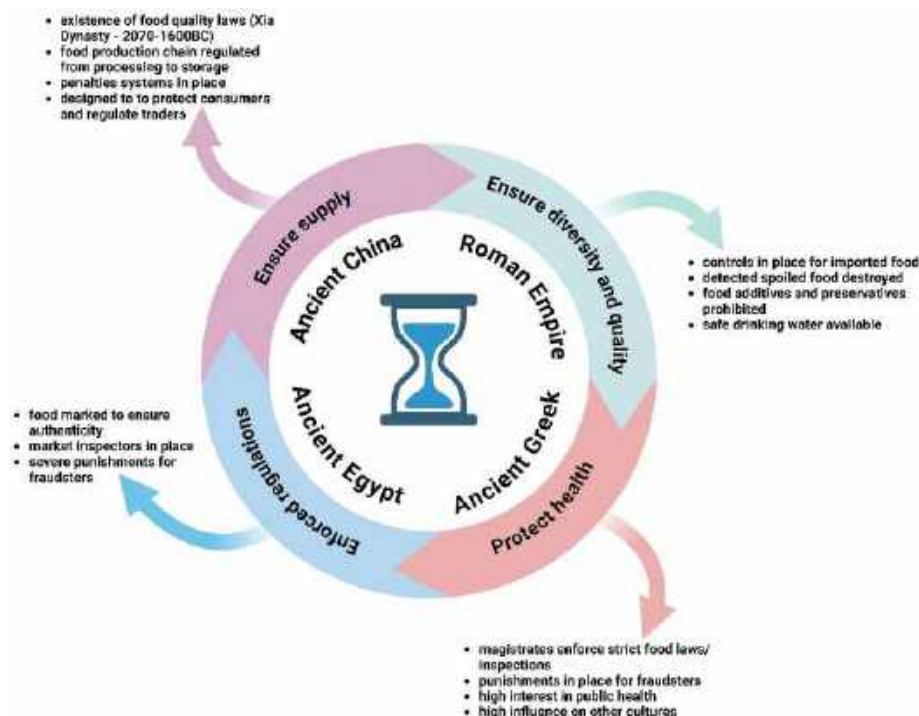 • existence of food quality laws (Xia
Dynasty - 2070-1600BC)
• food production chain regulated
from processing to storage
• penalties systems in place
• designed to to protect consumers
and regulate traders
Ensure supply
Ensure diversity and quality
Ancient China
Roman Empire
• controls in place for imported food
• detected spoiled food destroyed
• food additives and preservatives
prohibited
• safe drinking water available
• food marked to ensure
authenticity
• market inspectors in place
• severe punishments for
fraudsters
Enforced regulations
Ancient Egypt
Ancient Greek
Protect health
• magistrates enforce strict food laws/
inspections
• punishments in place for fraudsters
• high interest in public health
• high influence on other cultures